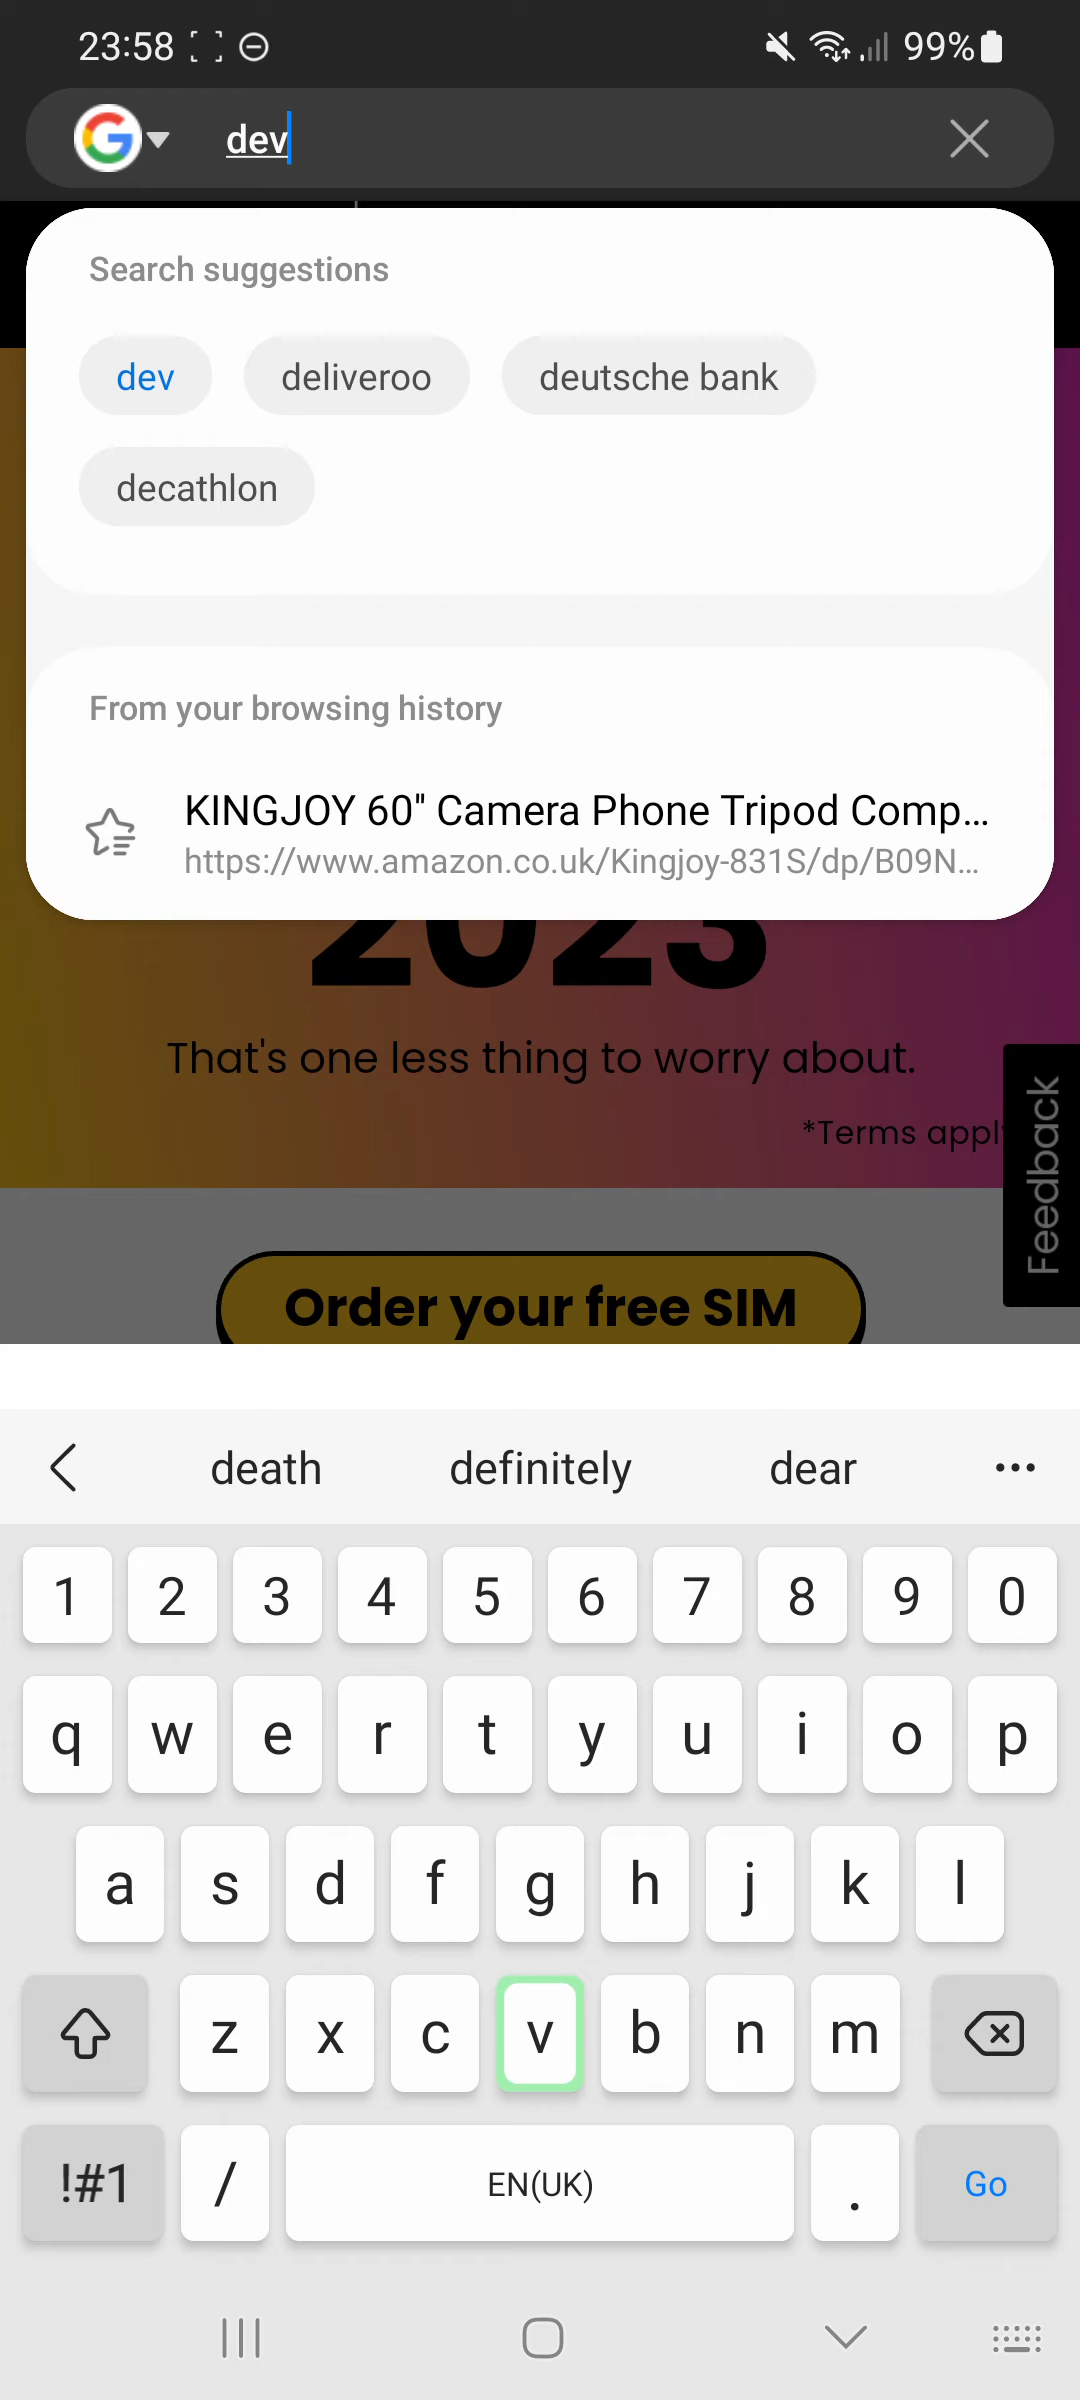 23:58 99%
dev
Search suggestions
dev deliveroo deutsche bank
decathlon
From your browsing history
KINGJOY 60" Camera Phone Tripod Comp...
https://www.amazon.co.uk/Kingjoy-831S/dp/B09N...
2023
That's one less thing to worry about.
*Terms apply
Feedback
Order your free SIM
death definitely dear
1 2 3 4 5 6 7 8 9 0
q w e r t y u i o p
a s d f g h j k l
z x c v b n m
!#1 / EN(UK) . Go